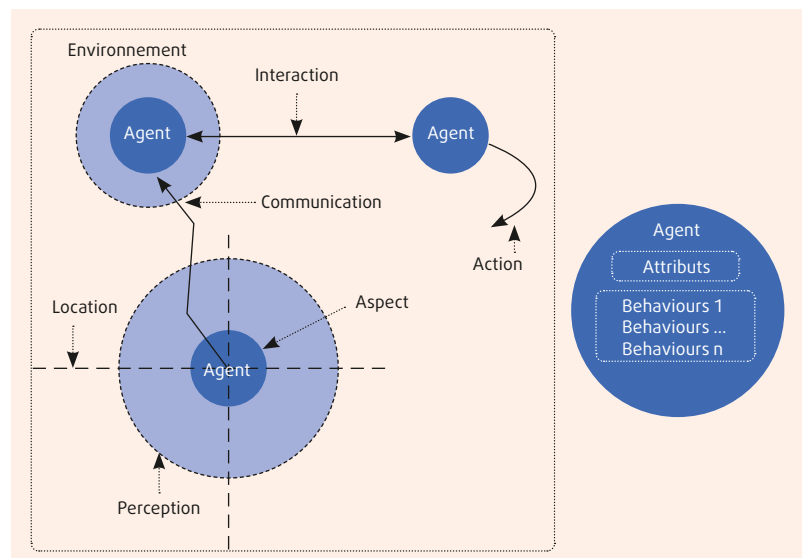 Environnement
Interaction
Agent
Agent
Communication
Action
Location
Aspect
Agent
Perception
Agent
Attributs
Behaviours 1
Behaviours ...
Behaviours n